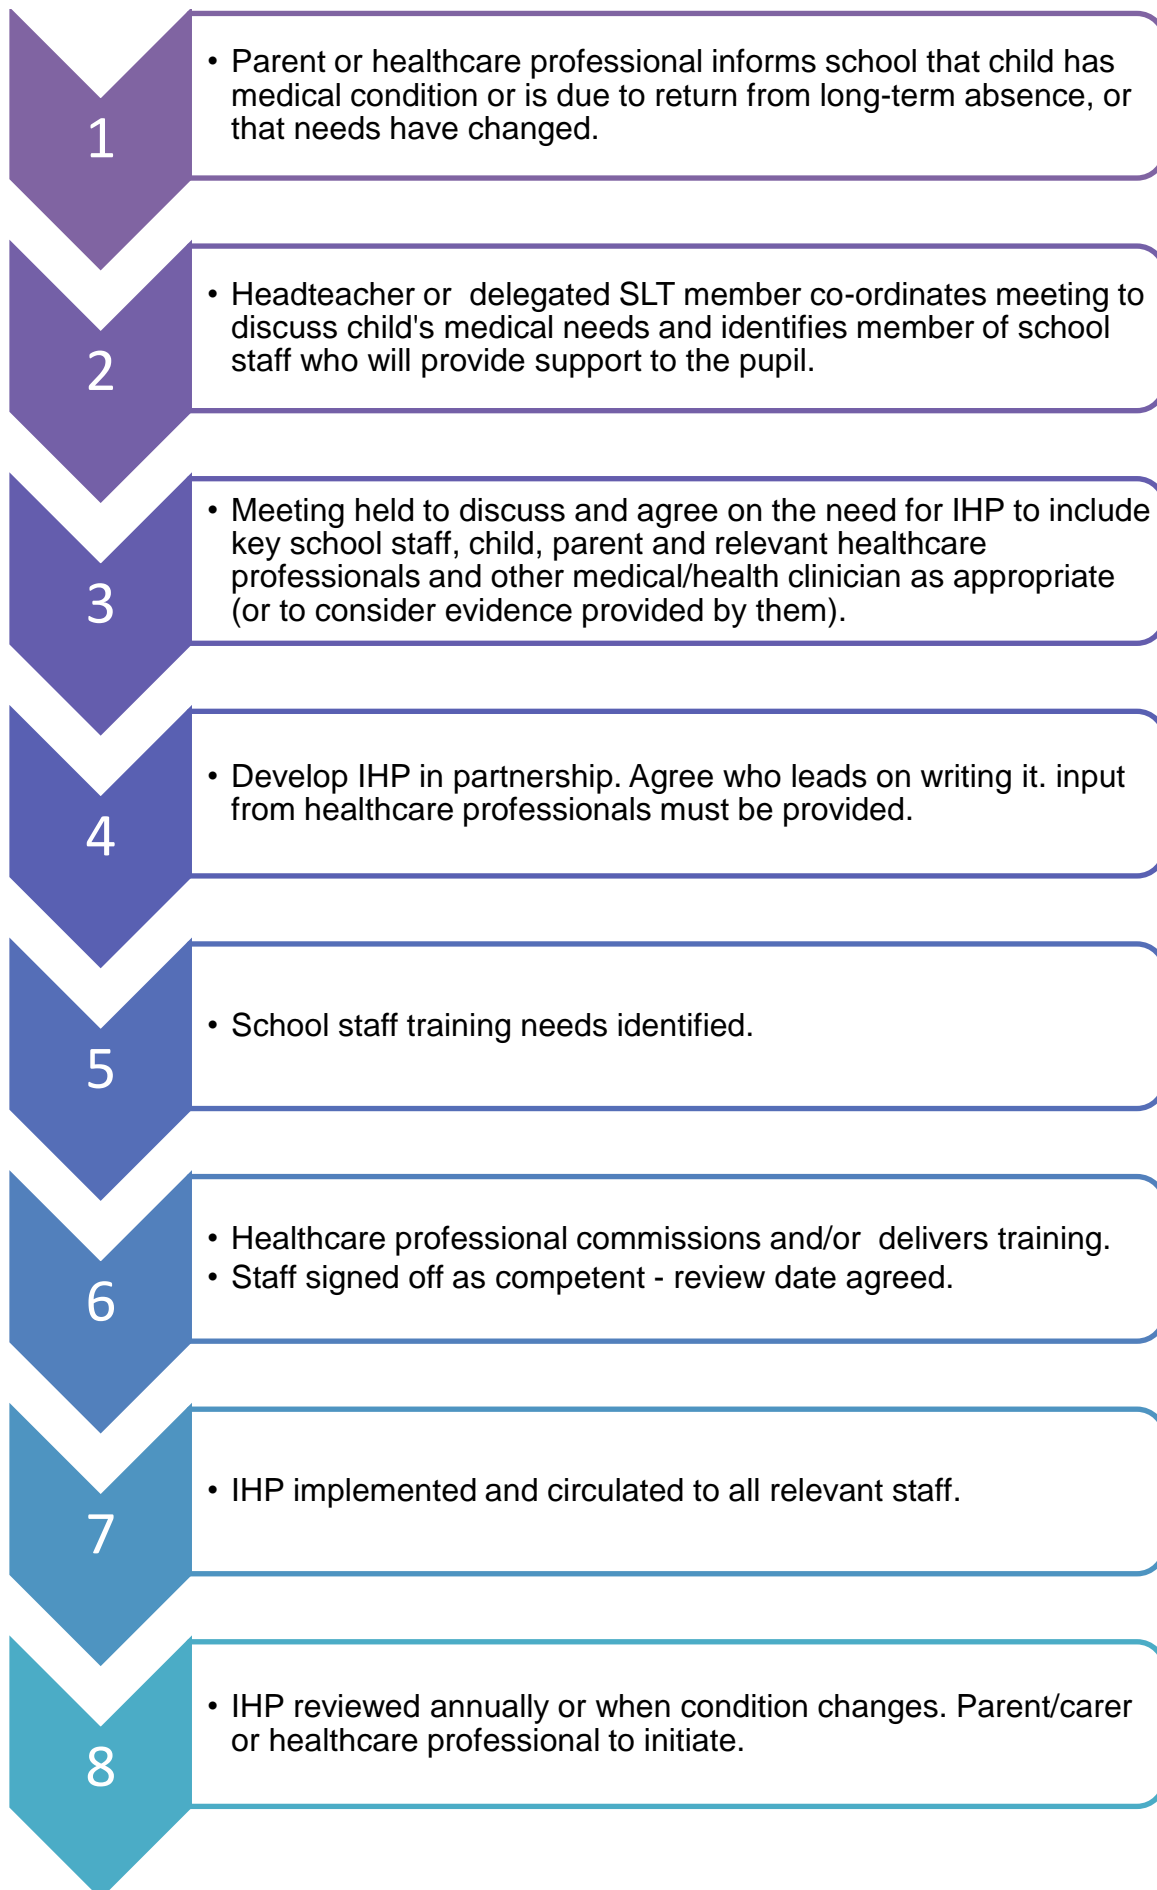 1
• Parent or healthcare professional informs school that child has
medical condition or is due to return from long-term absence, or
that needs have changed.
2
• Headteacher or  delegated SLT member co-ordinates meeting to
discuss child's medical needs and identifies member of school
staff who will provide support to the pupil.
3
• Meeting held to discuss and agree on the need for IHP to include
key school staff, child, parent and relevant healthcare
professionals and other medical/health clinician as appropriate
(or to consider evidence provided by them).
4
• Develop IHP in partnership. Agree who leads on writing it. input
from healthcare professionals must be provided.
5
• School staff training needs identified.
6
• Healthcare professional commissions and/or  delivers training.
• Staff signed off as competent - review date agreed.
7
• IHP implemented and circulated to all relevant staff.
8
• IHP reviewed annually or when condition changes. Parent/carer
or healthcare professional to initiate.